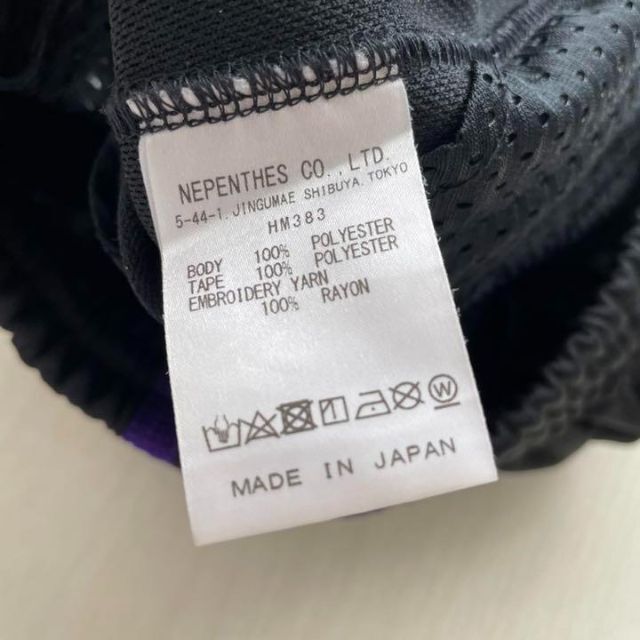 NEPENTHES CO.,LTD.
5-44-1, JINGUMAE SHIBUYA, TOKYO
HM383
BODY 100% POLYESTER
TAPE 100% POLYESTER
EMBROIDERY YARN
100% RAYON
W
MADE IN JAPAN